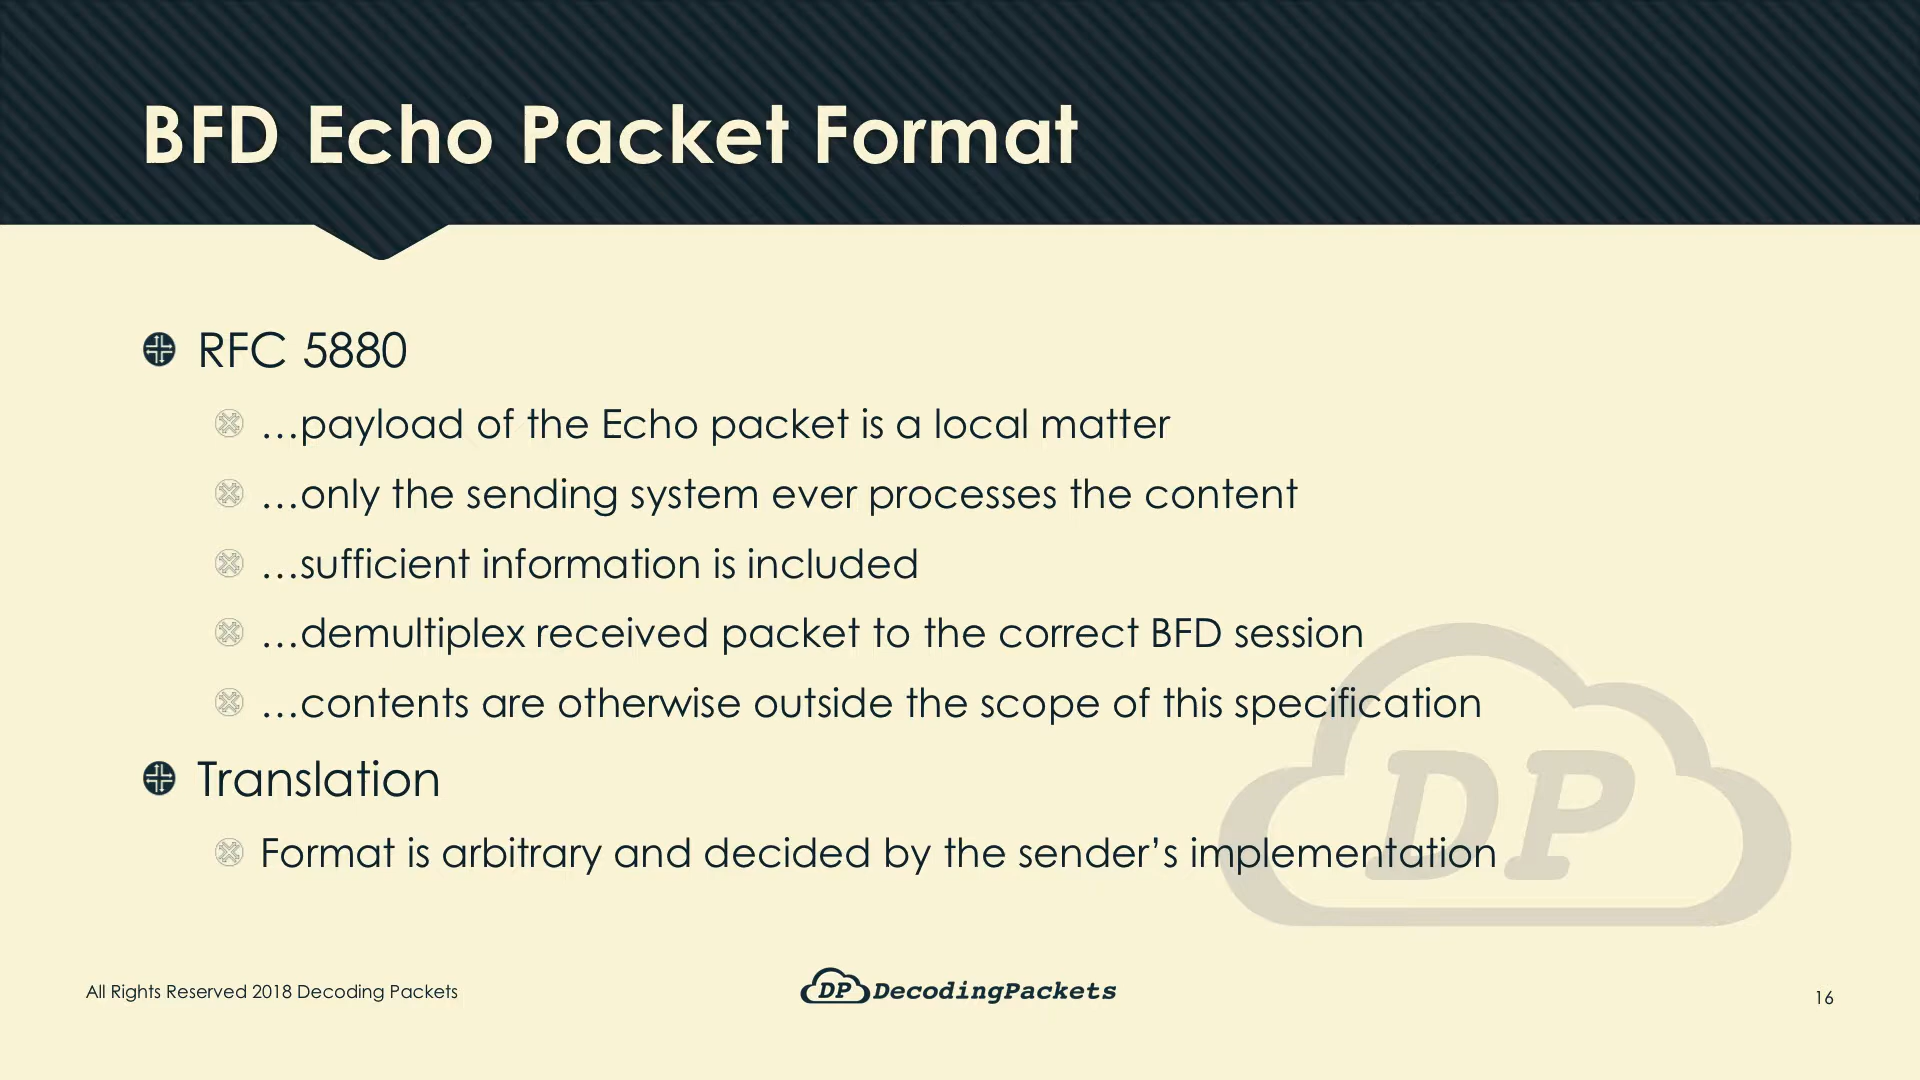 BFD Echo Packet Format
RFC 5880
…payload of the Echo packet is a local matter
…only the sending system ever processes the content
…sufficient information is included
…demultiplex received packet to the correct BFD session
…contents are otherwise outside the scope of this specification
Translation
Format is arbitrary and decided by the sender’s implementation
DP
All Rights Reserved 2018 Decoding Packets
DP DecodingPackets
16